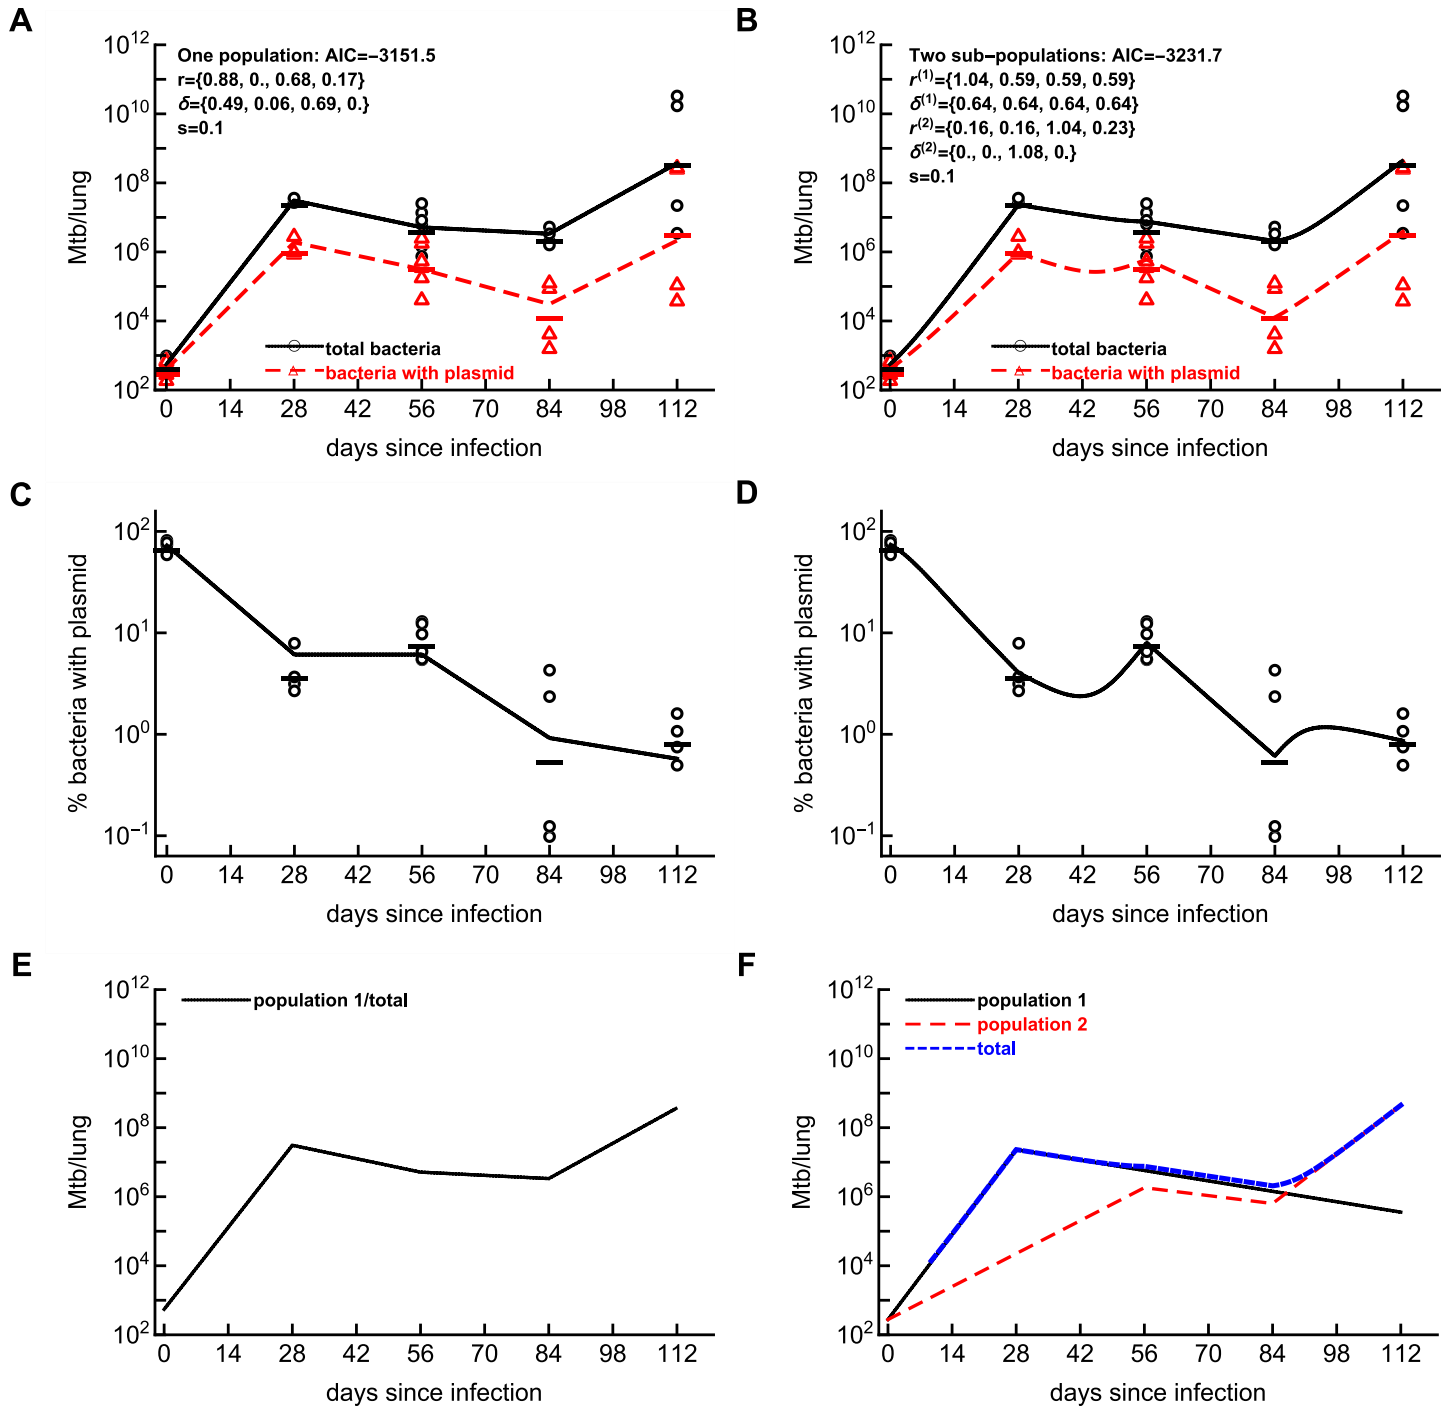 A
One population: AIC=−3151.5
r={0.88, 0., 0.68, 0.17}
δ={0.49, 0.06, 0.69, 0.}
s=0.1
10^12
10^10
10^8
10^6
10^4
10^2
Mtb/lung
total bacteria
bacteria with plasmid
0 14 28 42 56 70 84 98 112
days since infection
B
Two sub−populations: AIC=−3231.7
r^(1)={1.04, 0.59, 0.59, 0.59}
δ^(1)={0.64, 0.64, 0.64, 0.64}
r^(2)={0.16, 0.16, 1.04, 0.23}
δ^(2)={0., 0., 1.08, 0.}
s=0.1
10^12
10^10
10^8
10^6
10^4
10^2
Mtb/lung
total bacteria
bacteria with plasmid
0 14 28 42 56 70 84 98 112
days since infection
C
10^2
10^1
10^0
10^−1
% bacteria with plasmid
0 14 28 42 56 70 84 98 112
days since infection
D
10^2
10^1
10^0
10^−1
% bacteria with plasmid
0 14 28 42 56 70 84 98 112
days since infection
E
population 1/total
10^12
10^10
10^8
10^6
10^4
10^2
Mtb/lung
0 14 28 42 56 70 84 98 112
days since infection
F
population 1
population 2
total
10^12
10^10
10^8
10^6
10^4
10^2
Mtb/lung
0 14 28 42 56 70 84 98 112
days since infection